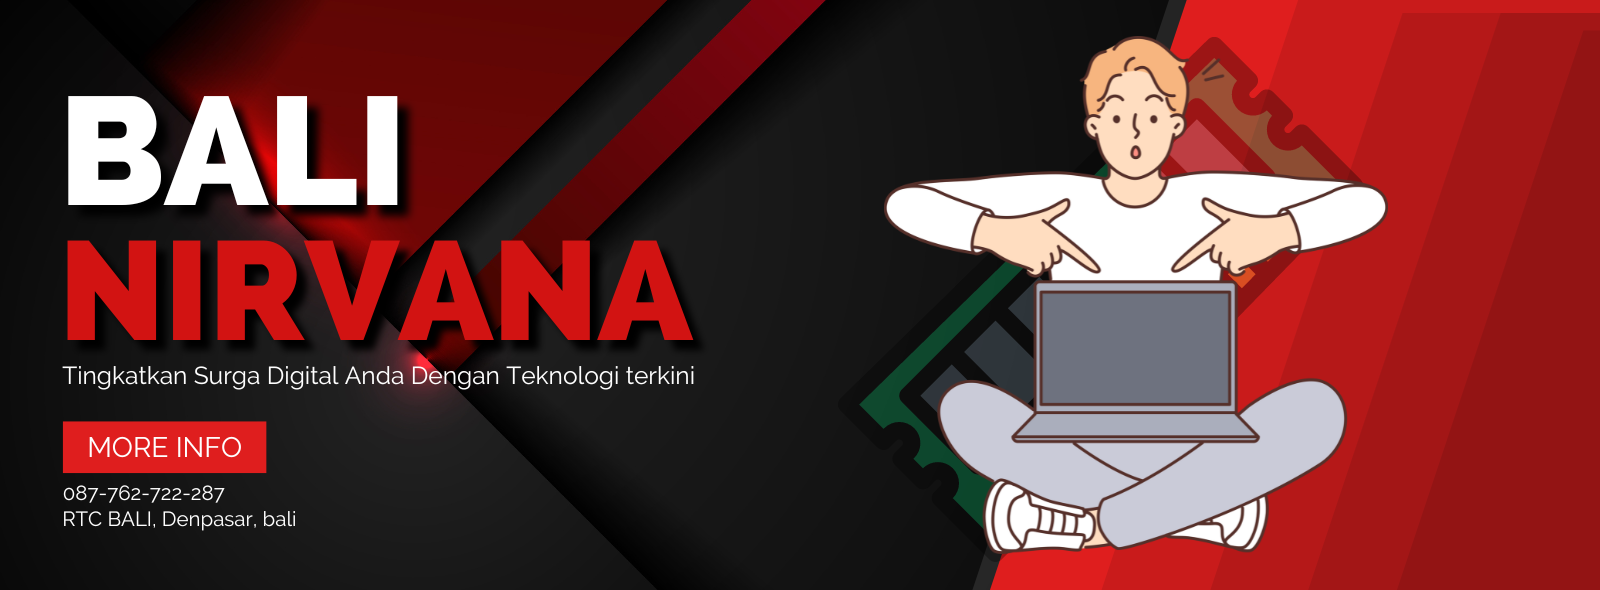 BALI
NIRVANA
Tingkatkan Surga Digital Anda Dengan Teknologi terkini
MORE INFO
087-762-722-287
RTC BALI, Denpasar, bali